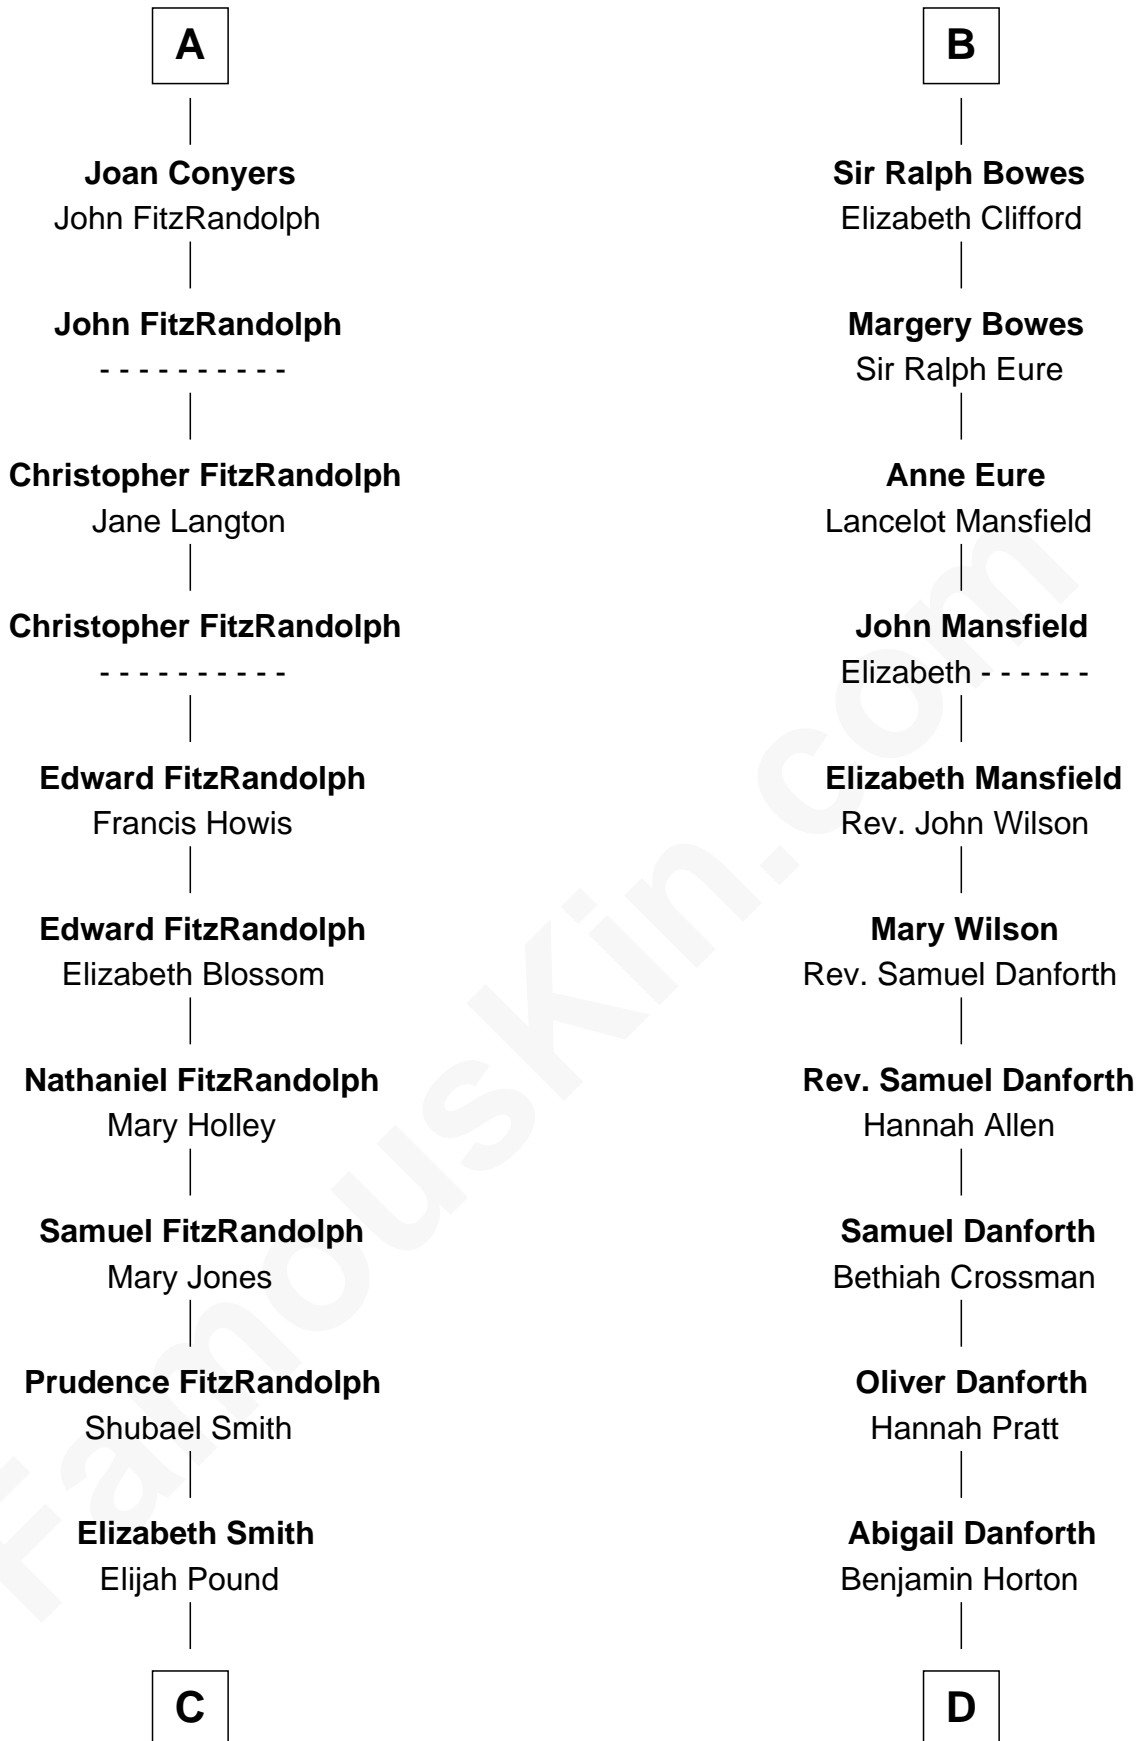 A
Joan Conyers
John FitzRandolph
John FitzRandolph
- - - - - - - - - -
Christopher FitzRandolph
Jane Langton
Christopher FitzRandolph
- - - - - - - - - -
Edward FitzRandolph
Francis Howis
Edward FitzRandolph
Elizabeth Blossom
Nathaniel FitzRandolph
Mary Holley
Samuel FitzRandolph
Mary Jones
Prudence FitzRandolph
Shubael Smith
Elizabeth Smith
Elijah Pound
C
B
Sir Ralph Bowes
Elizabeth Clifford
Margery Bowes
Sir Ralph Eure
Anne Eure
Lancelot Mansfield
John Mansfield
Elizabeth - - - - - -
Elizabeth Mansfield
Rev. John Wilson
Mary Wilson
Rev. Samuel Danforth
Rev. Samuel Danforth
Hannah Allen
Samuel Danforth
Bethiah Crossman
Oliver Danforth
Hannah Pratt
Abigail Danforth
Benjamin Horton
D
FamousKin.com